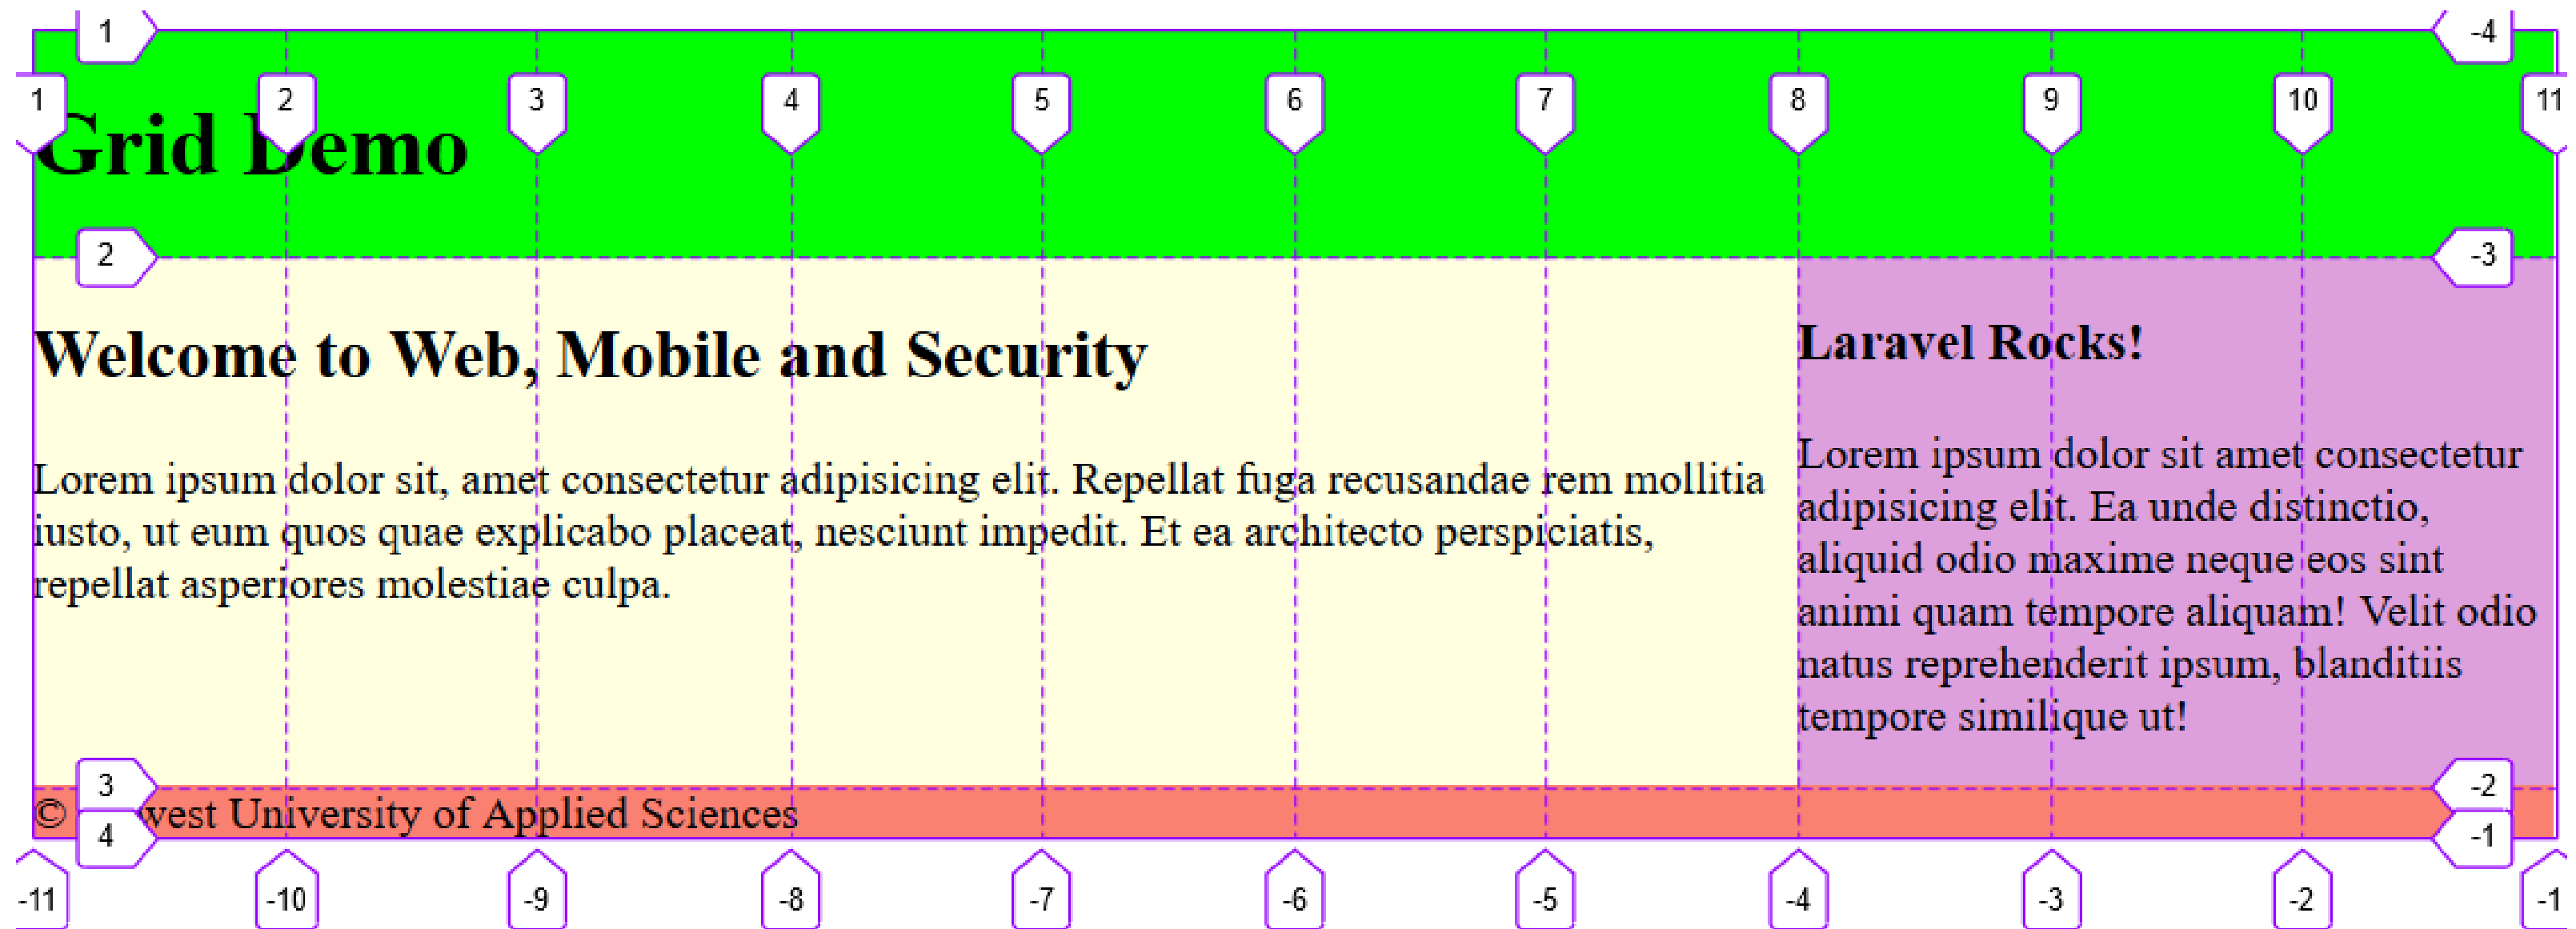 1
-4
1 2 3 4 5 6 7 8 9 10 11
Grid Demo
2
-3
Welcome to Web, Mobile and Security
Lorem ipsum dolor sit, amet consectetur adipisicing elit. Repellat fuga recusandae rem mollitia
iusto, ut eum quos quae explicabo placeat, nesciunt impedit. Et ea architecto perspiciatis,
repellat asperiores molestiae culpa.
Laravel Rocks!
Lorem ipsum dolor sit amet consectetur
adipisicing elit. Ea unde distinctio,
aliquid odio maxime neque eos sint
animi quam tempore aliquam! Velit odio
natus reprehenderit ipsum, blanditiis
tempore similique ut!
3
-2
© University of Applied Sciences
4
-1
-11 -10 -9 -8 -7 -6 -5 -4 -3 -2 -1